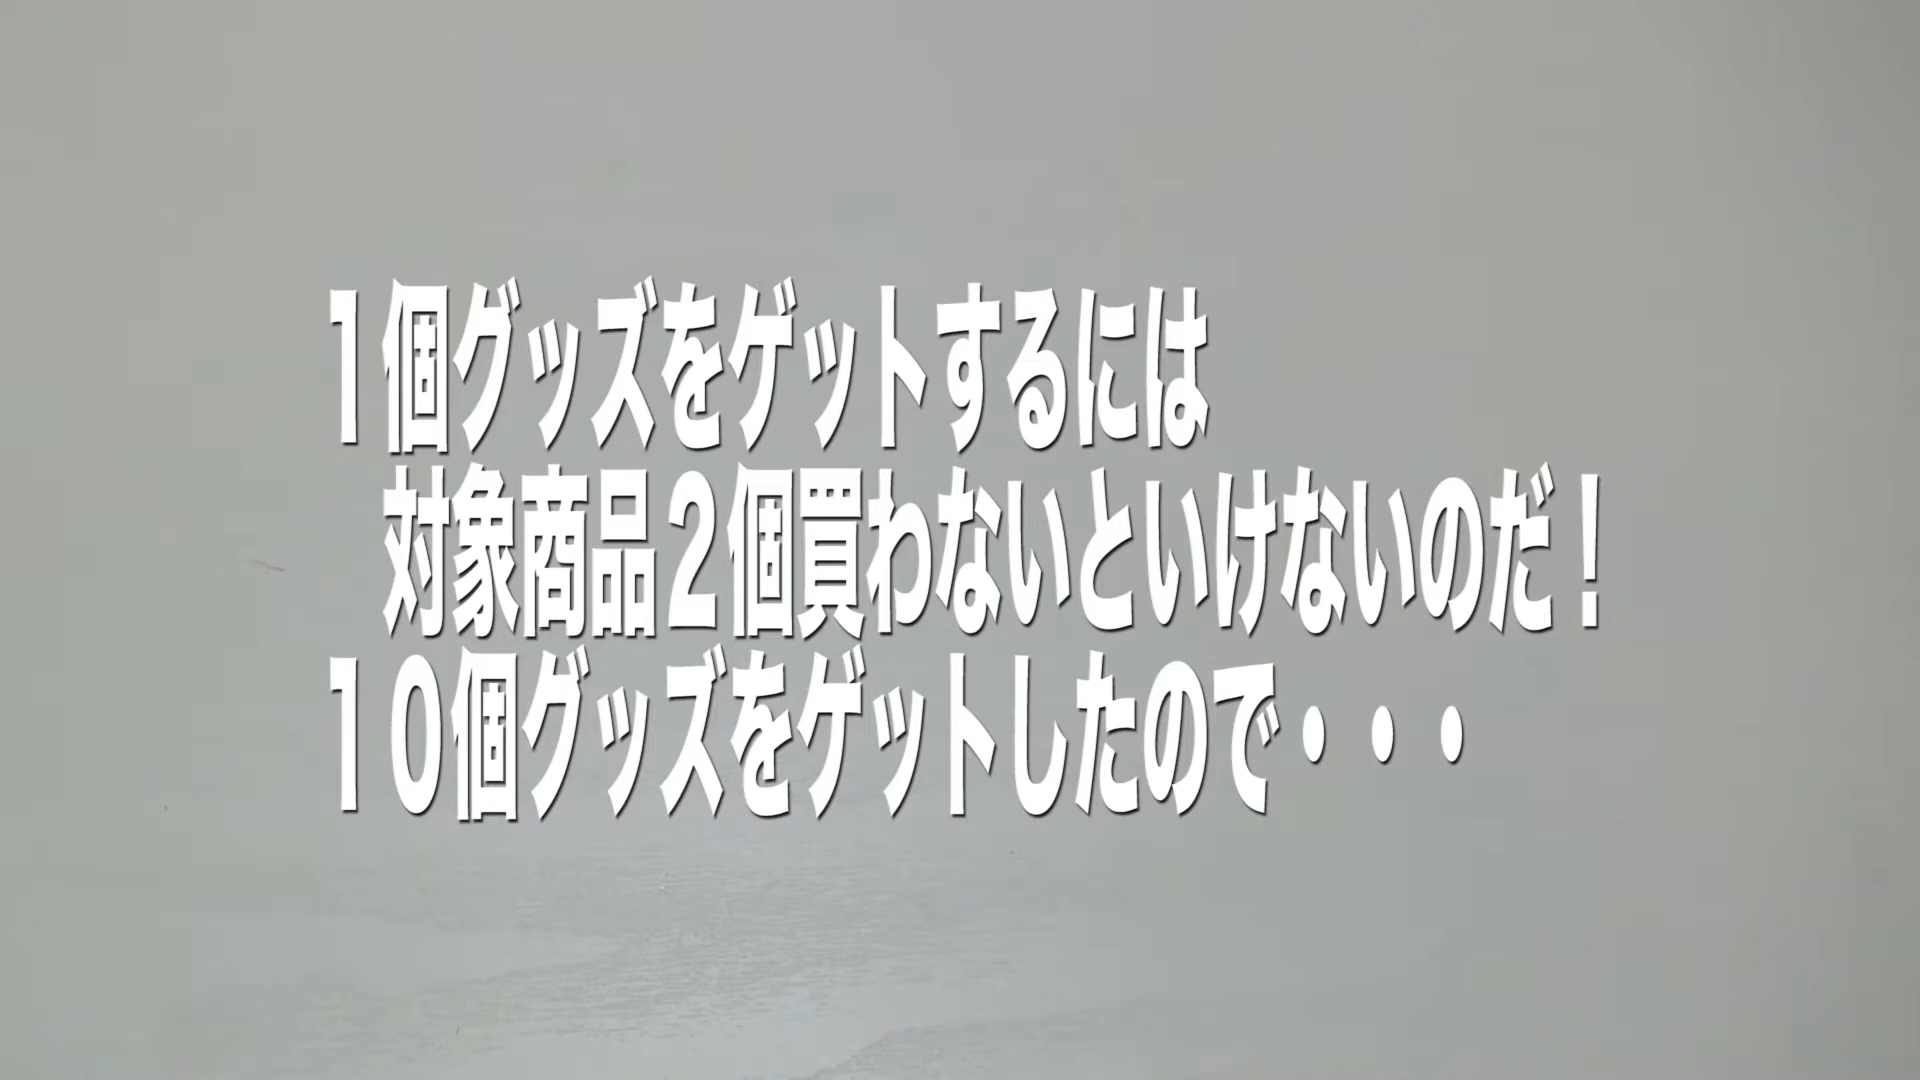 １個グッズをゲットするには
対象商品２個買わないといけないのだ！
１０個グッズをゲットしたので・・・